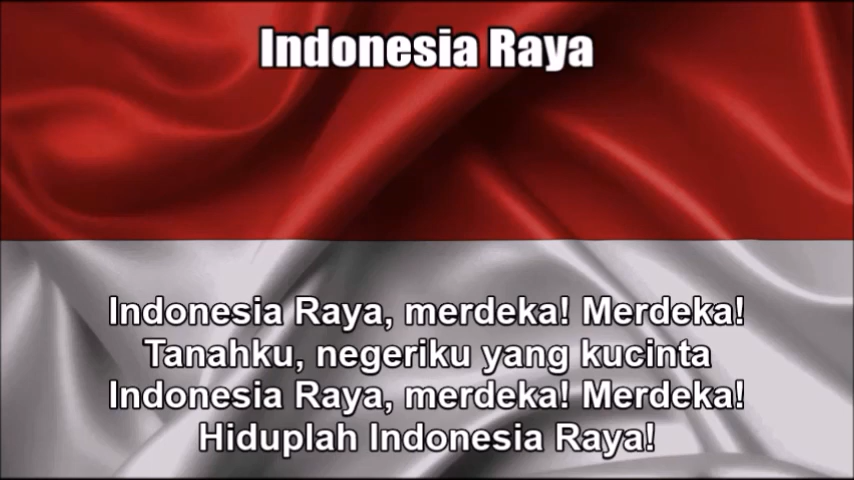 Indonesia Raya
Indonesia Raya, merdeka! Merdeka!
Tanahku, negeriku yang kucinta
Indonesia Raya, merdeka! Merdeka!
Hiduplah Indonesia Raya!